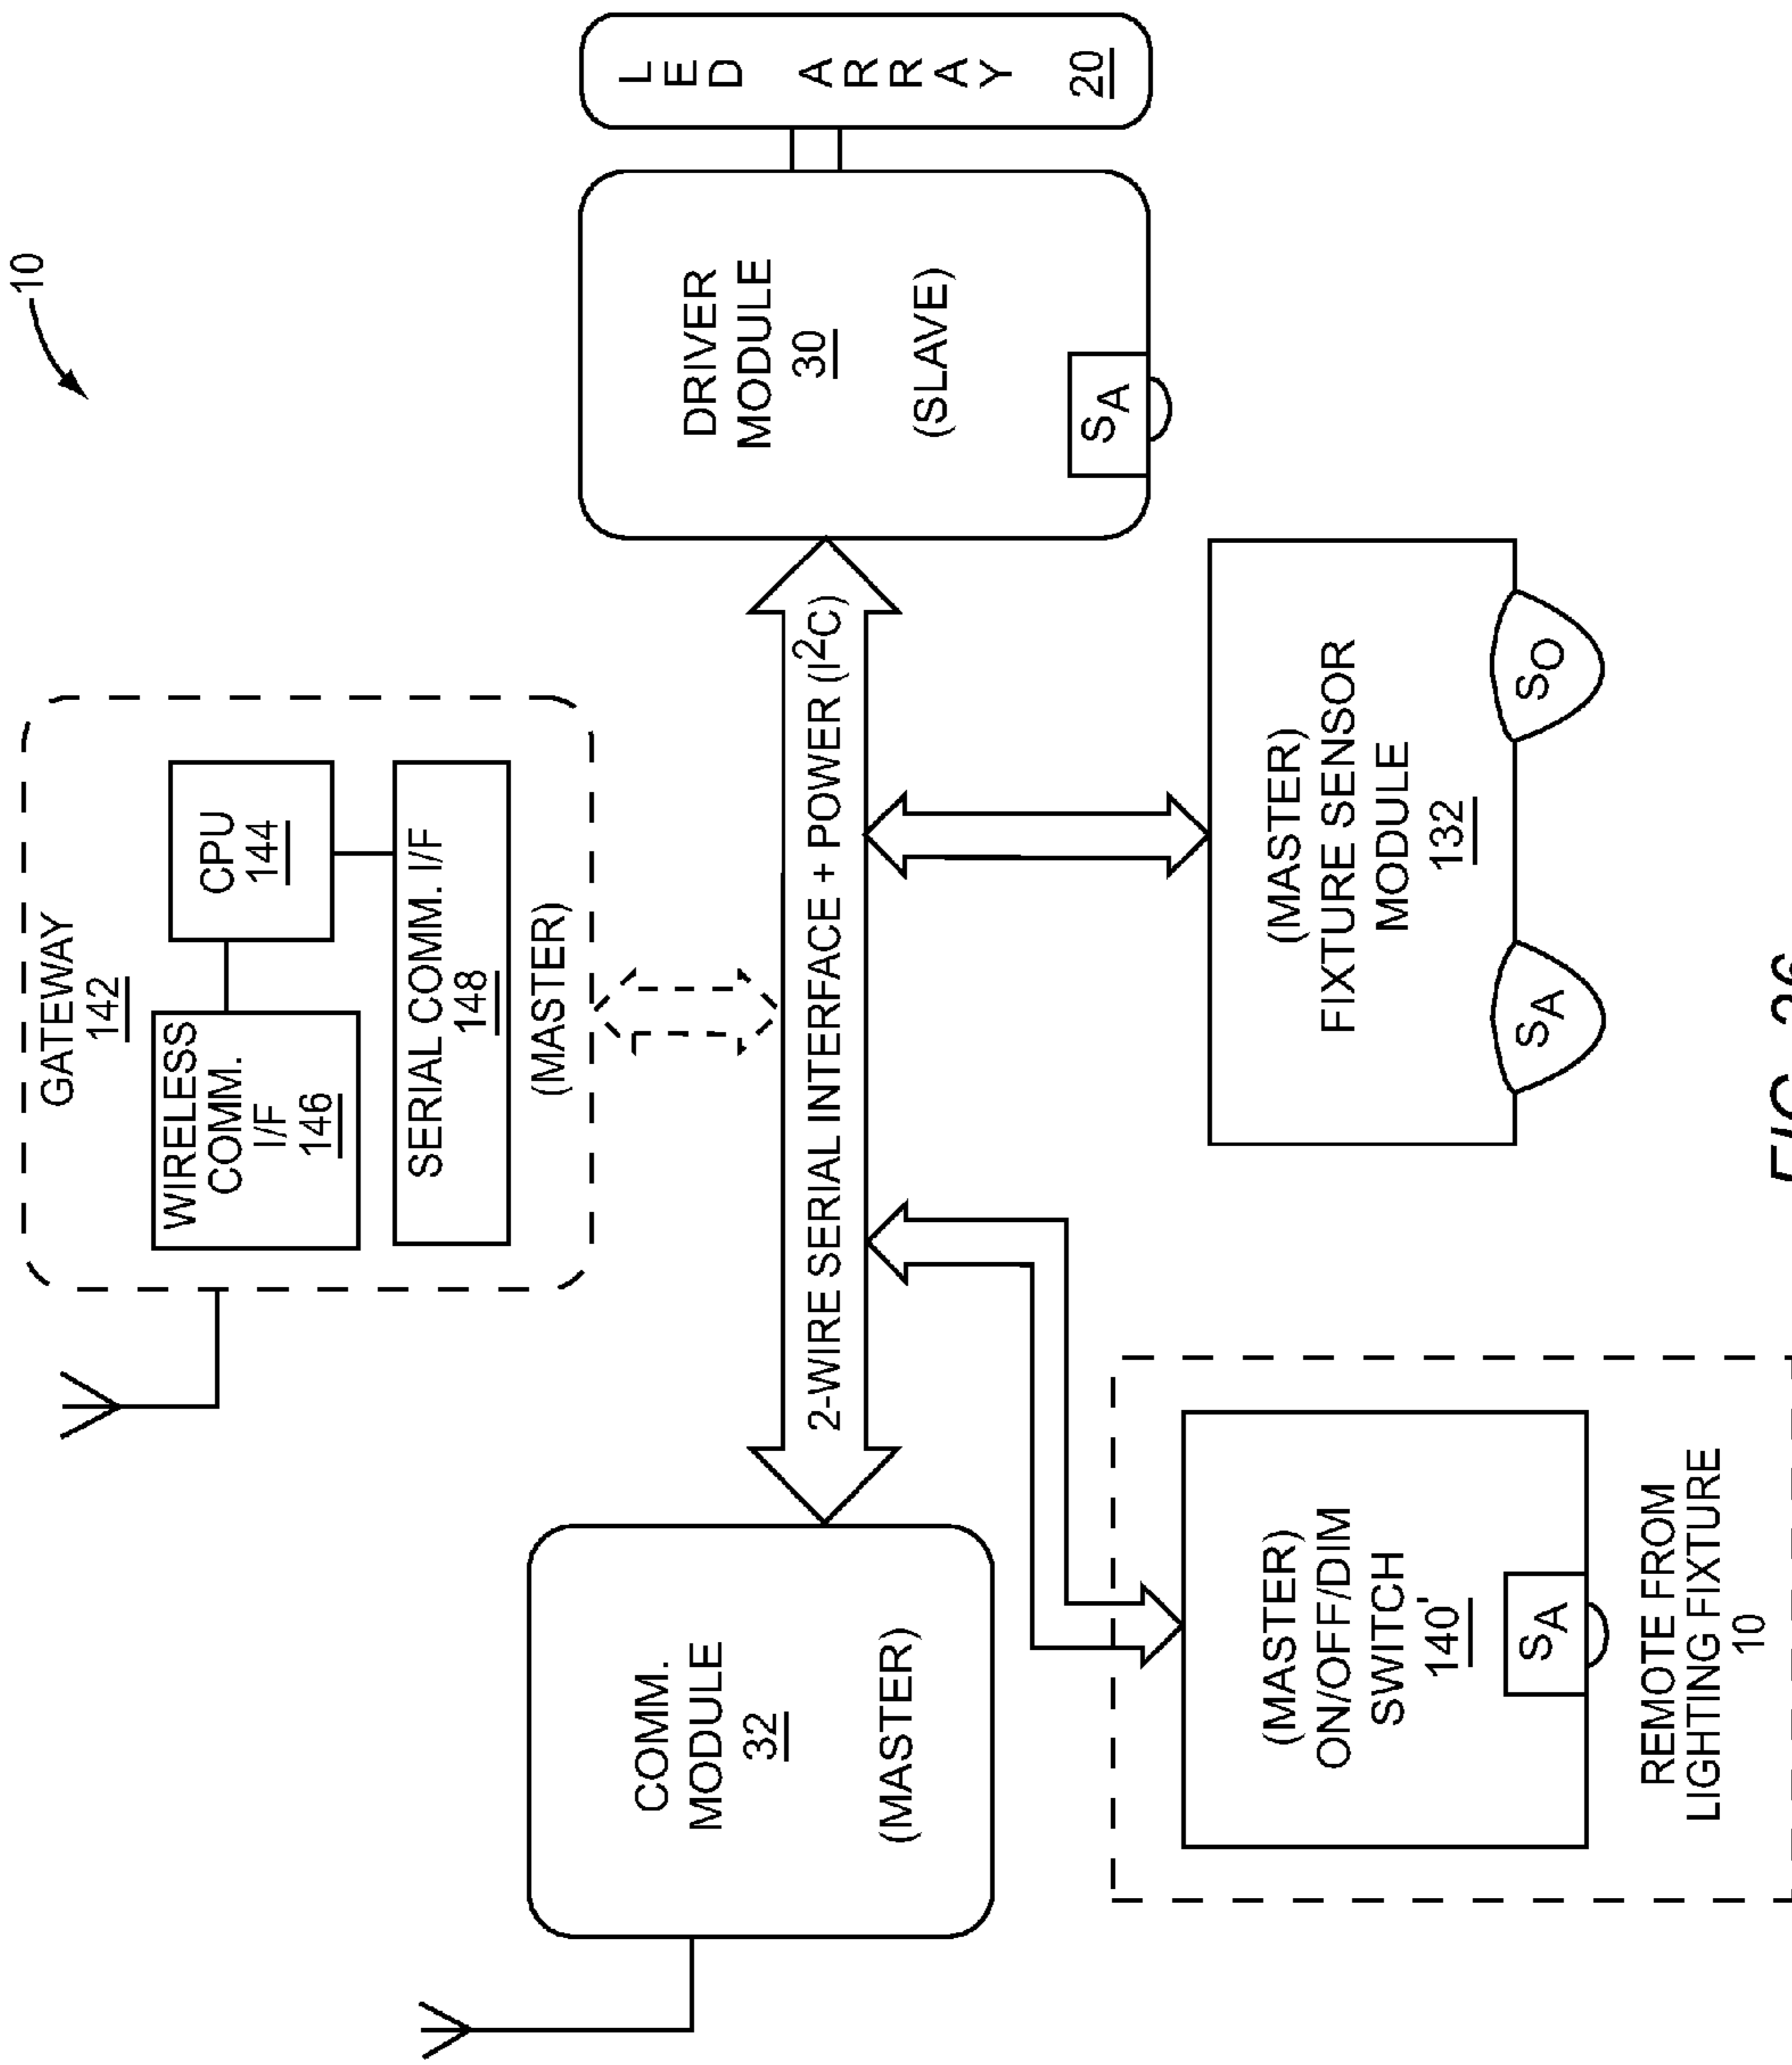 10
GATEWAY
142
WIRELESS
COMM.
I/F
146
CPU
144
SERIAL COMM. I/F
148
(MASTER)
COMM.
MODULE
32
(MASTER)
2-WIRE SERIAL INTERFACE + POWER (I²C)
DRIVER
MODULE
30
(SLAVE)
SA
LED ARRAY
20
(MASTER)
ON/OFF/DIM
SWITCH
140'
SA
REMOTE FROM
LIGHTING FIXTURE
10
(MASTER)
FIXTURE SENSOR
MODULE
132
SA
SO